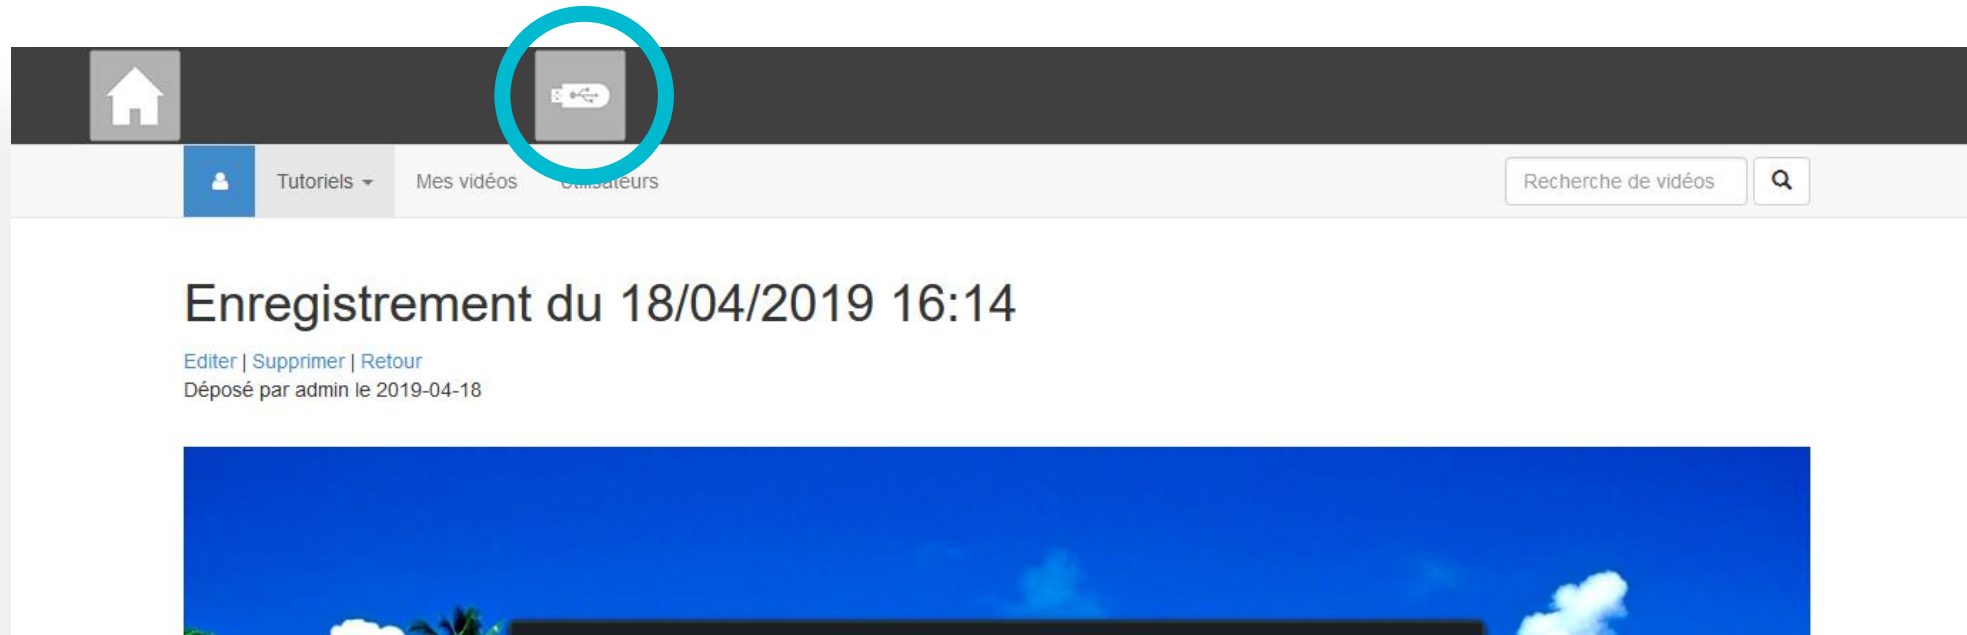 Tutoriels
Mes vidéos
Utilisateurs
Recherche de vidéos
Enregistrement du 18/04/2019 16:14
Editer | Supprimer | Retour
Déposé par admin le 2019-04-18